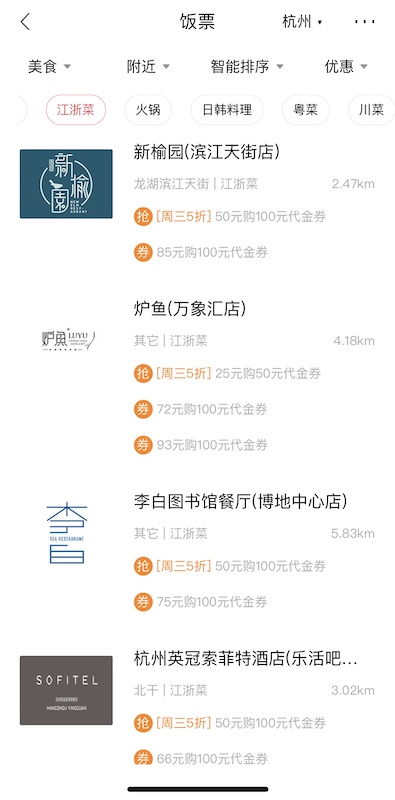 饭票
杭州
美食 附近 智能排序 优惠
江浙菜 火锅 日韩料理 粤菜 川菜
新榆园
NEW ELM REST-AURANT
新榆园(滨江天街店)
龙湖滨江天街 | 江浙菜 2.47km
抢 [周三5折] 50元购100元代金券
券 85元购100元代金券
炉鱼 LUYU
炉鱼(万象汇店)
其它 | 江浙菜 4.18km
抢 [周三5折] 25元购50元代金券
券 72元购100元代金券
券 93元购100元代金券
李白
TEA RESTAURANT
李白图书馆餐厅(博地中心店)
其它 | 江浙菜 5.83km
抢 [周三5折] 50元购100元代金券
券 75元购100元代金券
SOFITEL
HANGZHOU YINGGUAN
杭州英冠索菲特酒店(乐活吧...
北干 | 江浙菜 3.02km
抢 [周三5折] 50元购100元代金券
券 66元购100元代金券